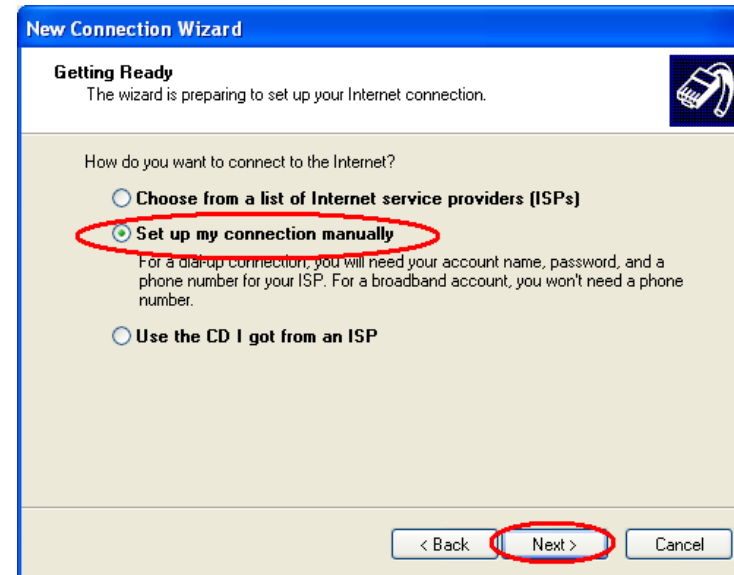 New Connection Wizard
Getting Ready
The wizard is preparing to set up your Internet connection.
How do you want to connect to the Internet?
Choose from a list of Internet service providers (ISPs)
Set up my connection manually
For a dial-up connection, you will need your account name, password, and a
phone number for your ISP. For a broadband account, you won't need a phone
number.
Use the CD I got from an ISP
< Back Next > Cancel